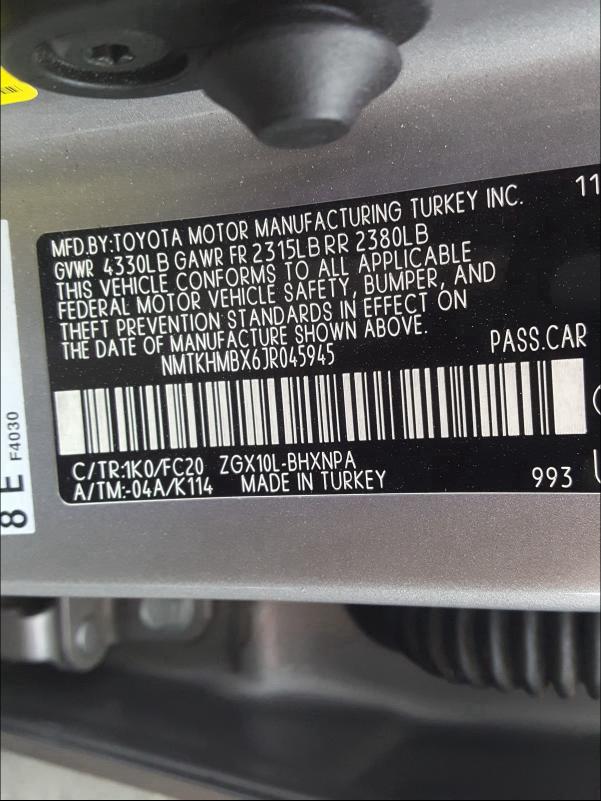 MFD.BY:TOYOTA MOTOR MANUFACTURING TURKEY INC. 11
GVWR 4330LB GAWR FR 2315LB RR 2380LB
THIS VEHICLE CONFORMS TO ALL APPLICABLE
FEDERAL MOTOR VEHICLE SAFETY, BUMPER, AND
THEFT PREVENTION STANDARDS IN EFFECT ON
THE DATE OF MANUFACTURE SHOWN ABOVE.
NMTKHMBX6JR045945 PASS.CAR
C/TR:1K0/FC20 ZGX10L-BHXNPA
A/TM:-04A/K114 MADE IN TURKEY 993
8 E F4030